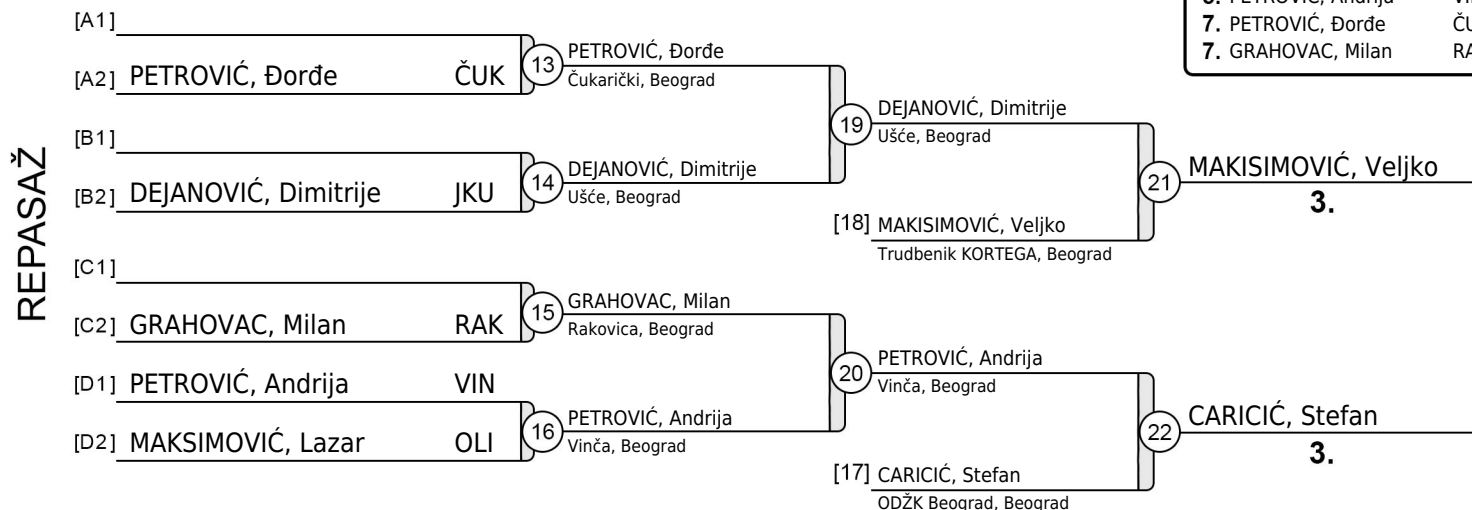 7. PETROVIĆ, Đorđe
7. GRAHOVAC, Milan
REPASAŽ
[A1]
[A2] PETROVIĆ, Đorđe ČUK
13
PETROVIĆ, Đorđe
Čukarički, Beograd
[B1]
[B2] DEJANOVIĆ, Dimitrije JKU
14
DEJANOVIĆ, Dimitrije
Ušće, Beograd
19
DEJANOVIĆ, Dimitrije
Ušće, Beograd
[18] MAKISIMOVIĆ, Veljko
Trudbenik KORTEGA, Beograd
21
MAKISIMOVIĆ, Veljko
3.
[C1]
[C2] GRAHOVAC, Milan RAK
15
GRAHOVAC, Milan
Rakovica, Beograd
[D1] PETROVIĆ, Andrija VIN
[D2] MAKSIMOVIĆ, Lazar OLI
16
PETROVIĆ, Andrija
Vinča, Beograd
20
PETROVIĆ, Andrija
Vinča, Beograd
[17] CARICIĆ, Stefan
ODŽK Beograd, Beograd
22
CARICIĆ, Stefan
3.